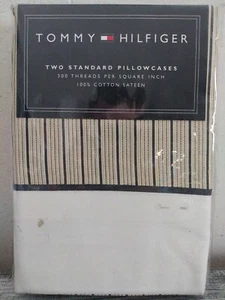 TOMMY HILFIGER
TWO STANDARD PILLOWCASES
300 THREADS PER SQUARE INCH
100% COTTON SATEEN